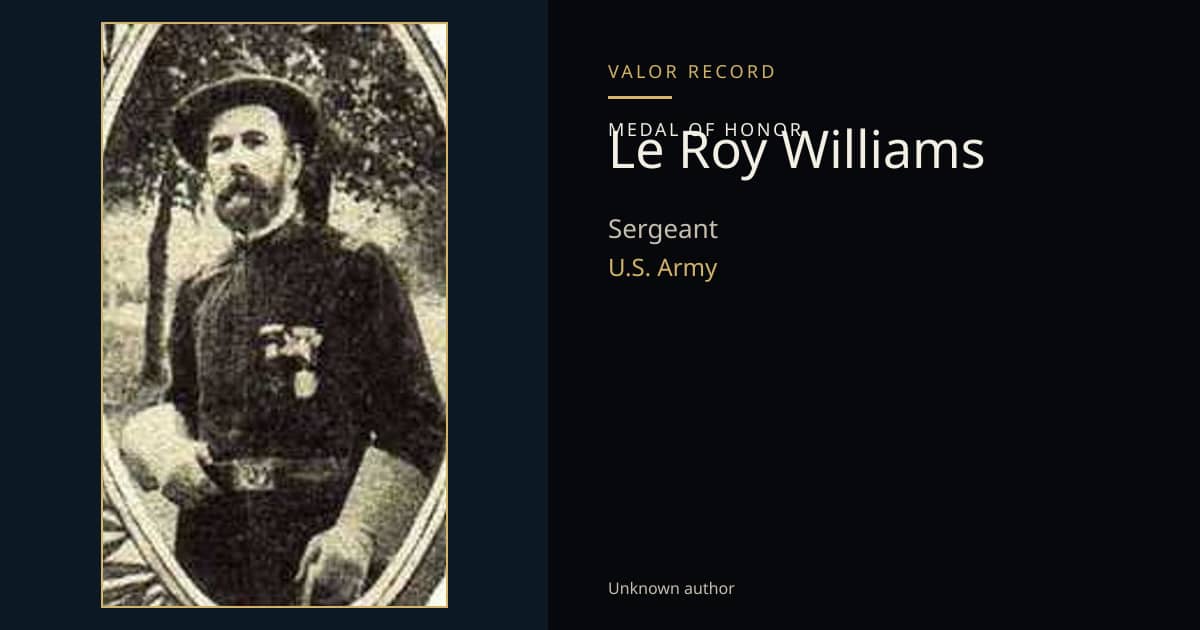 VALOR RECORD
MEDAL OF HONOR
Le Roy Williams
Sergeant
U.S. Army
Unknown author